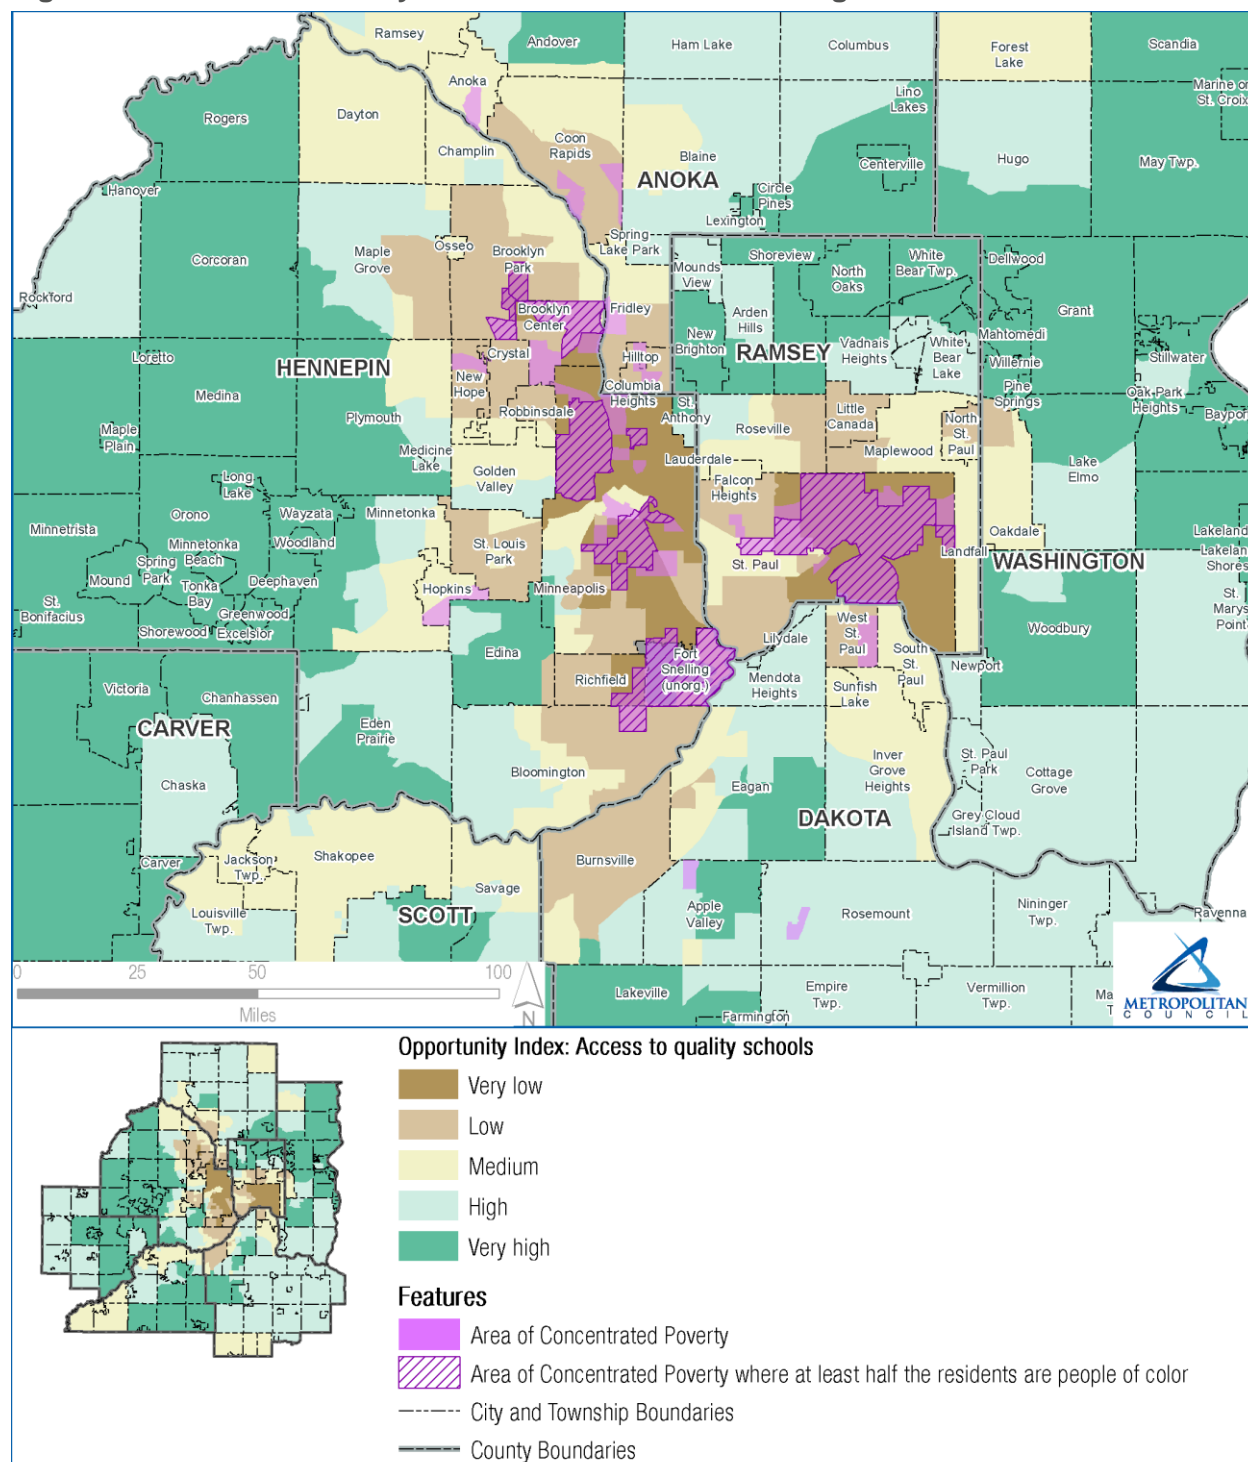 Ramsey
Andover
Ham Lake
Columbus
Forest
Lake
Scandia
Anoka
Lino
Lakes
Marine on
St. Croix
Rogers
Dayton
Champlin
Coon
Rapids
Blaine
ANOKA
Centerville
Hugo
May Twp.
Hanover
Circle
Pines
Lexington
Spring
Lake Park
Osseo
Maple
Grove
Brooklyn
Park
Corcoran
Mounds
View
Shoreview
North
Oaks
White
Bear Twp.
Dellwood
Rockford
Brooklyn
Center
Fridley
Arden
Hills
Grant
New
Brighton
RAMSEY
Vadnais
Heights
White
Bear
Lake
Mahtomedi
Willernie
Stillwater
Loretto
HENNEPIN
Crystal
Hilltop
New
Hope
Columbia
Heights
Pine
Springs
Oak Park
Heights
Medina
Plymouth
Robbinsdale
St.
Anthony
Roseville
Little
Canada
North
St.
Paul
Bayport
Maple
Plain
Medicine
Lake
Golden
Valley
Lauderdale
Falcon
Heights
Maplewood
Lake
Elmo
Long
Lake
Minnetrista
Orono
Wayzata
Minnetonka
Woodland
Minnetonka
Beach
St. Louis
Park
Oakdale
Lakeland
Lakeland
Shores
Mound
Spring
Park
Tonka
Bay
Deephaven
Hopkins
Minneapolis
St. Paul
Landfall
WASHINGTON
St.
Bonifacius
Greenwood
Shorewood
Excelsior
St.
Marys
Point
Edina
Lilydale
West
St.
Paul
Woodbury
Victoria
Chanhassen
Richfield
Fort
Snelling
(unorg.)
Mendota
Heights
South
St.
Paul
Newport
Sunfish
Lake
CARVER
Eden
Prairie
Chaska
Bloomington
Eagan
Inver
Grove
Heights
St. Paul
Park
Cottage
Grove
DAKOTA
Grey Cloud
Island Twp.
Carver
Jackson
Twp.
Shakopee
Burnsville
Savage
Louisville
Twp.
SCOTT
Apple
Valley
Rosemount
Nininger
Twp.
Ravenna
0 25 50 100
Miles
N
Lakeville
Farmington
Empire
Twp.
Vermillion
Twp.
METROPOLITAN
COUNCIL
Opportunity Index: Access to quality schools
Very low
Low
Medium
High
Very high
Features
Area of Concentrated Poverty
Area of Concentrated Poverty where at least half the residents are people of color
City and Township Boundaries
County Boundaries